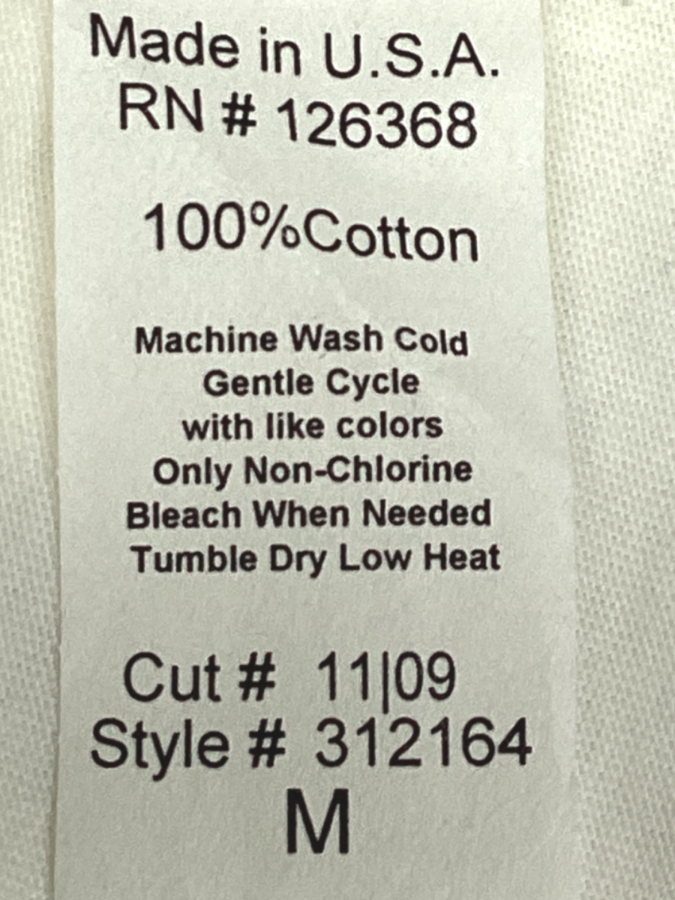 Made in U.S.A.
RN # 126368
100%Cotton
Machine Wash Cold
Gentle Cycle
with like colors
Only Non-Chlorine
Bleach When Needed
Tumble Dry Low Heat
Cut # 11|09
Style # 312164
M